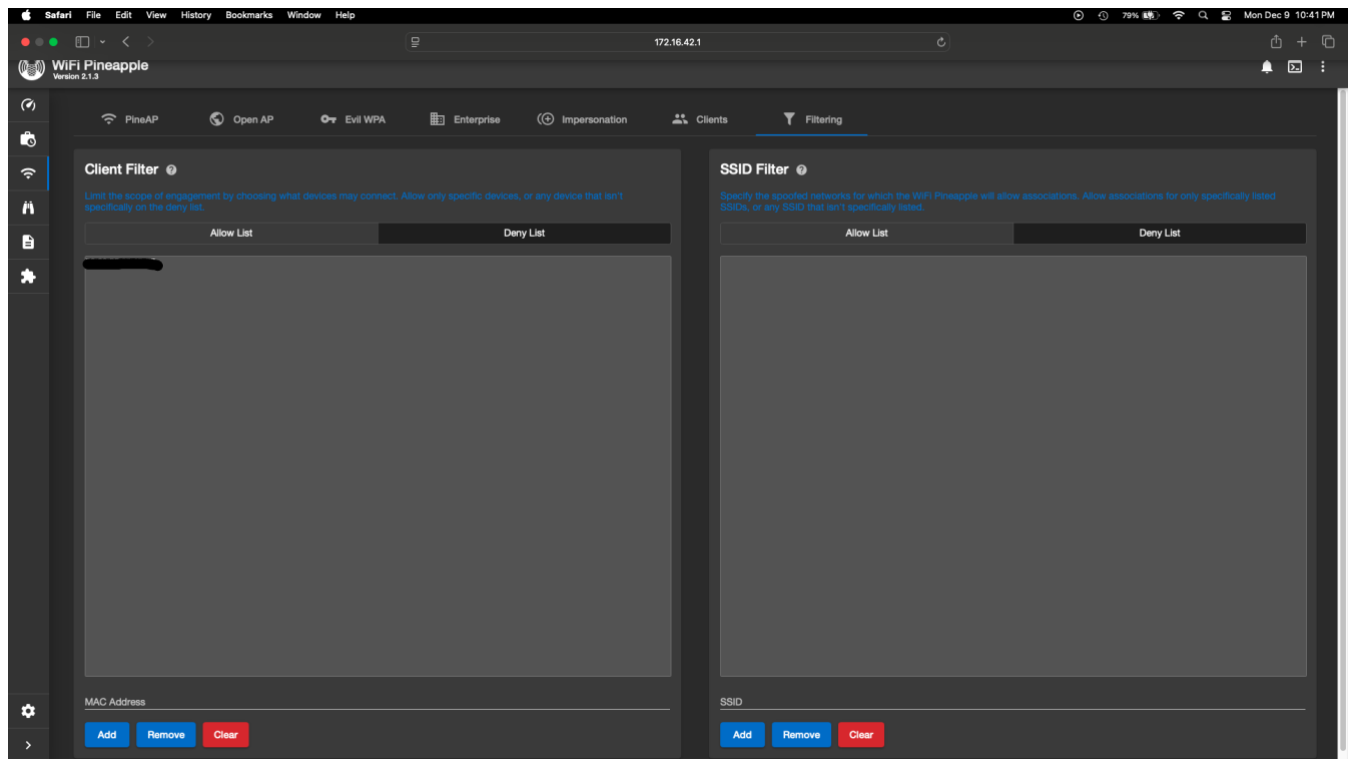 Safari File Edit View History Bookmarks Window Help 79% Mon Dec 9 10:41 PM
172.16.42.1
WiFi Pineapple
Version 2.1.3
PineAP Open AP Evil WPA Enterprise Impersonation Clients Filtering
Client Filter
Limit the scope of engagement by choosing what devices may connect. Allow only specific devices, or any device that isn't
specifically on the deny list.
Allow List Deny List
MAC Address
Add Remove Clear
SSID Filter
Specify the spoofed networks for which the WiFi Pineapple will allow associations. Allow associations for only specifically listed
SSIDs, or any SSID that isn't specifically listed.
Allow List Deny List
SSID
Add Remove Clear